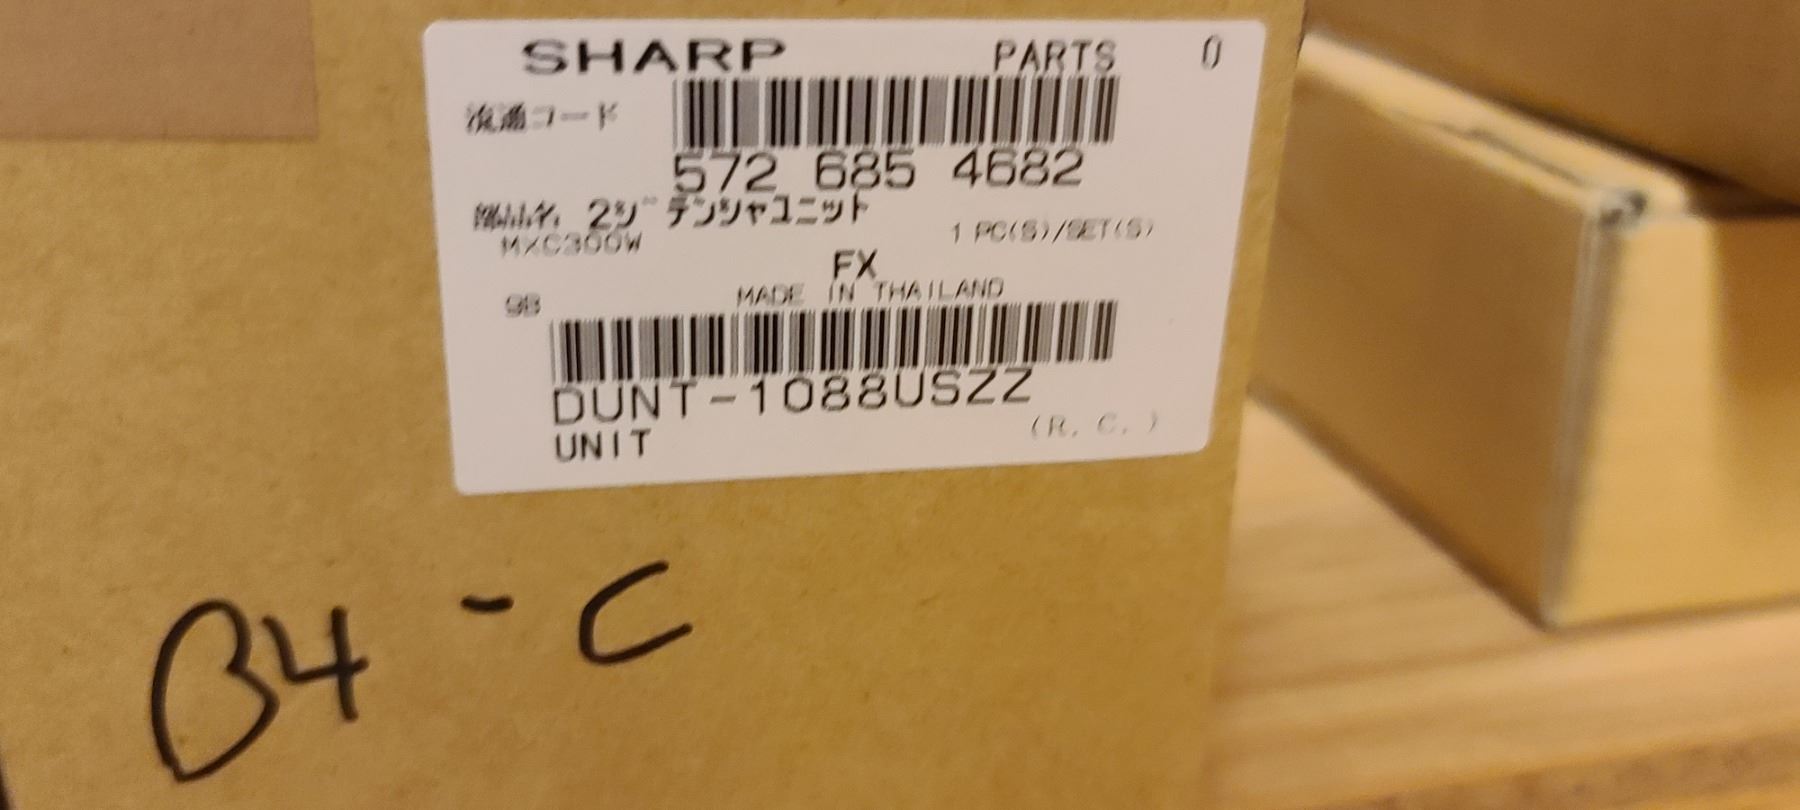 SHARP PARTS 0
流通コード
572 685 4682
部品名 2ジテンシャユニット
MXC300W 1 PC(S)/SET(S)
FX
9B MADE IN THAILAND
DUNT-1088USZZ
UNIT (R. C. )
B4 - C